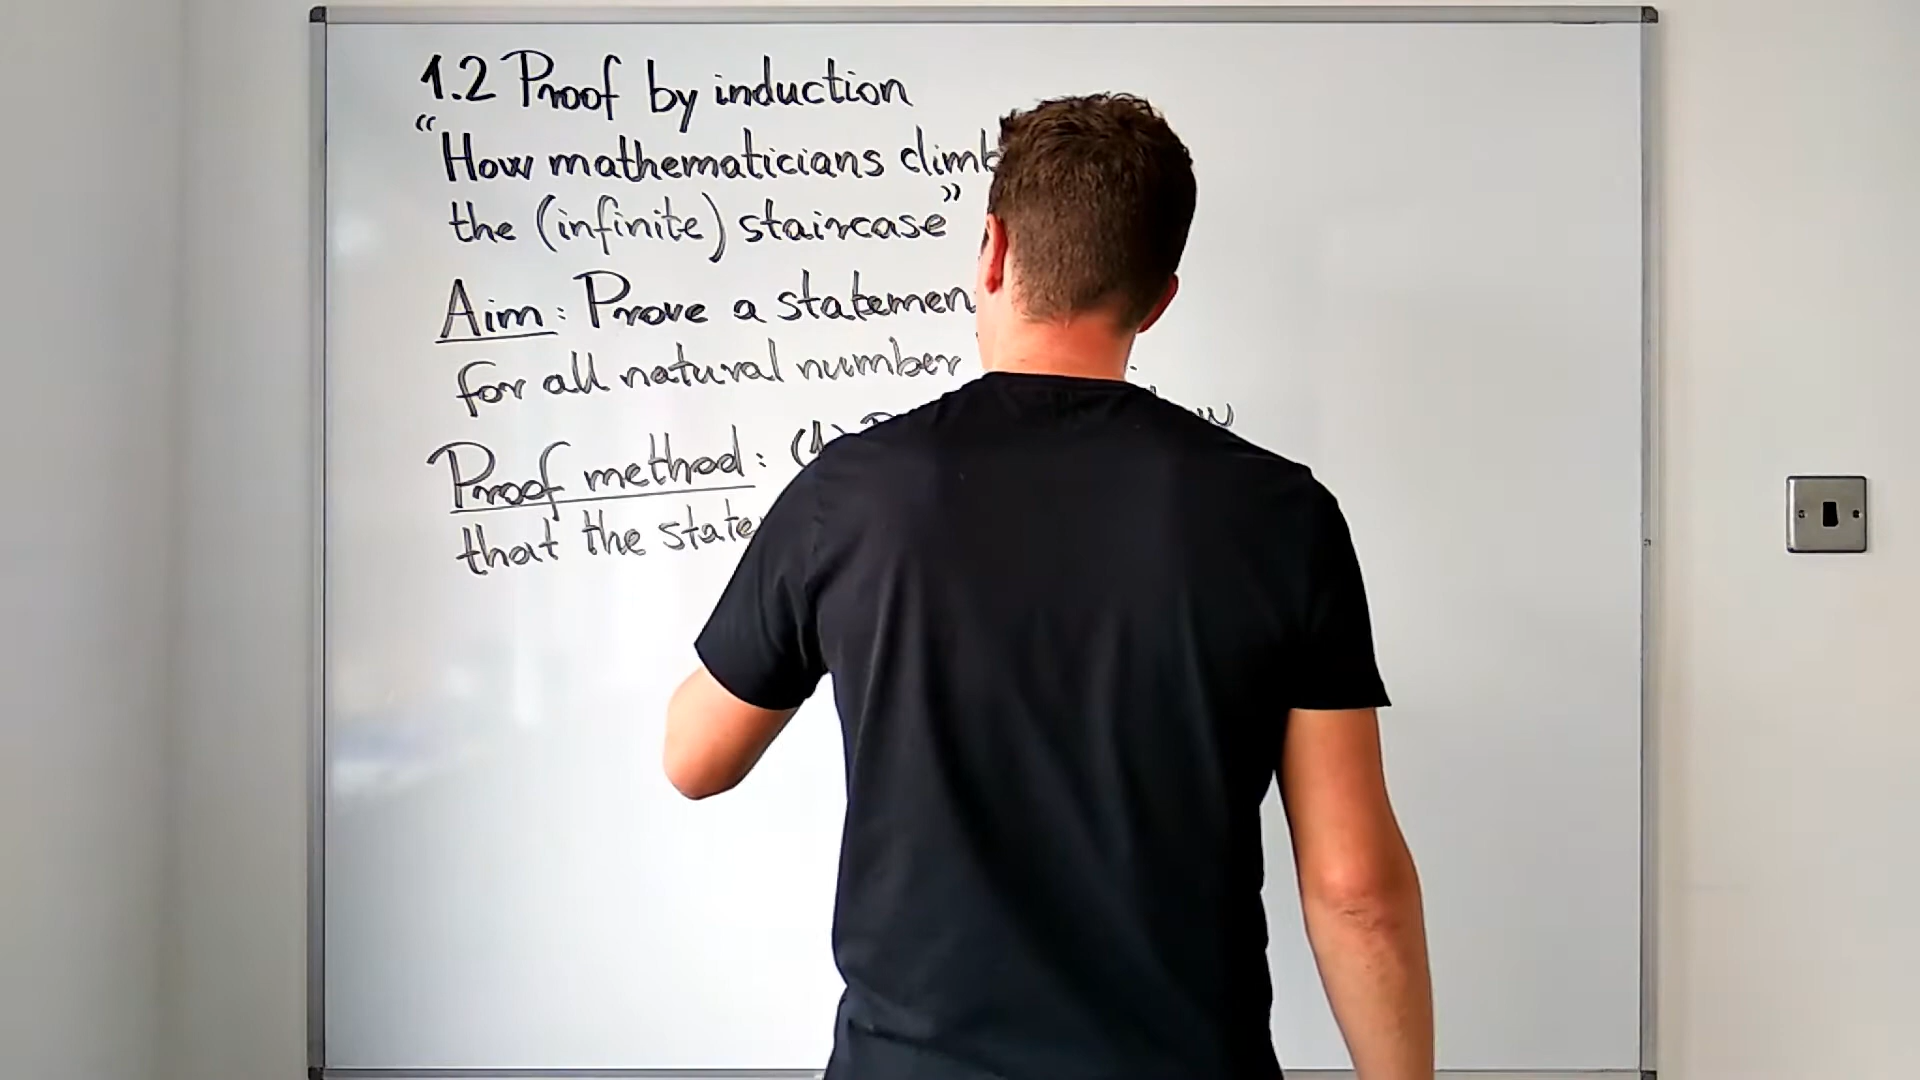 1.2 Proof by induction
“How mathematicians climb
the (infinite) staircase”
Aim: Prove a statemen
for all natural number
Proof method: (1)
that the state